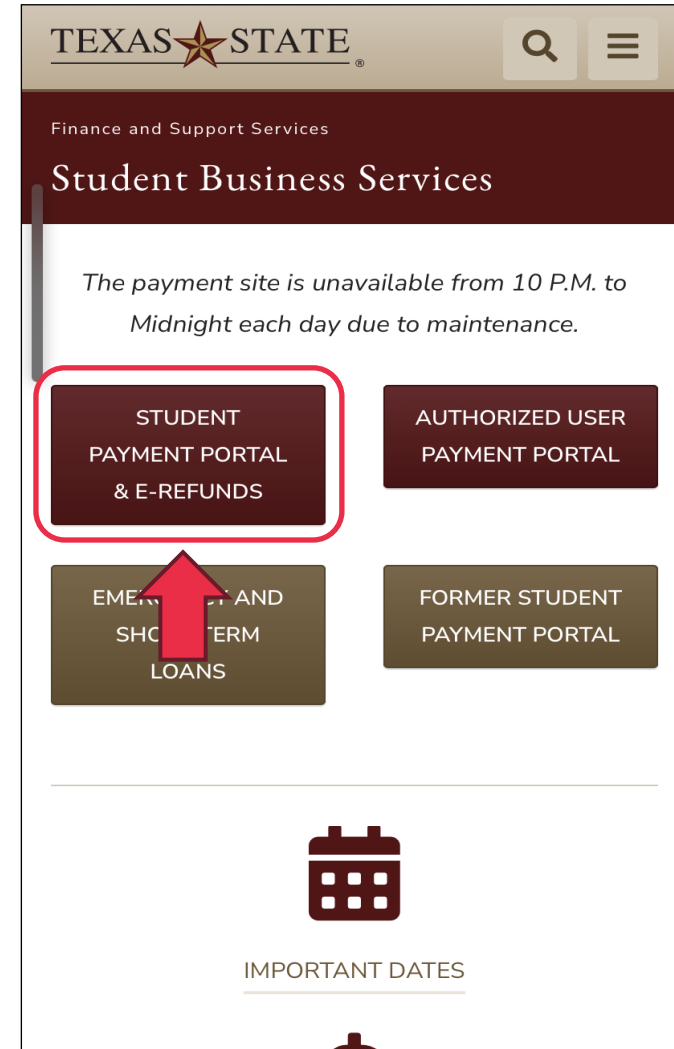 TEXAS STATE ®
Finance and Support Services
Student Business Services
The payment site is unavailable from 10 P.M. to
Midnight each day due to maintenance.
STUDENT
PAYMENT PORTAL
& E-REFUNDS
AUTHORIZED USER
PAYMENT PORTAL
AND
LOANS
FORMER STUDENT
PAYMENT PORTAL
IMPORTANT DATES